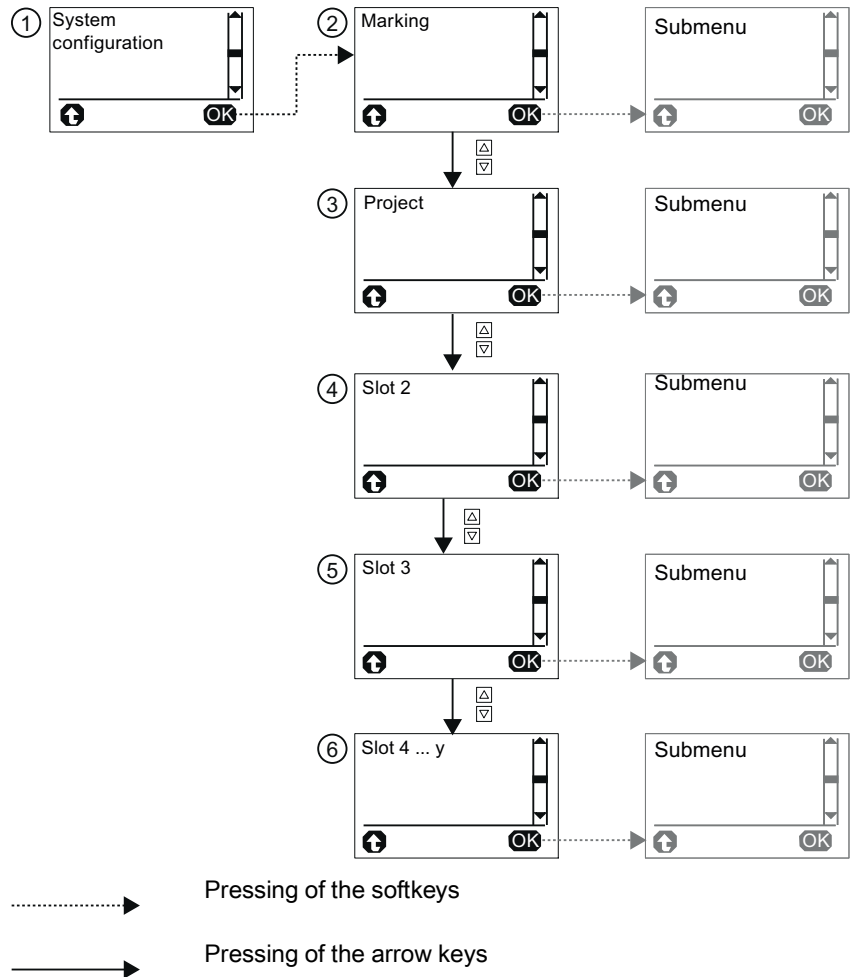 1 System
configuration
OK
2 Marking
OK
Submenu
OK
3 Project
OK
Submenu
OK
4 Slot 2
OK
Submenu
OK
5 Slot 3
OK
Submenu
OK
6 Slot 4 ... y
OK
Submenu
OK
Pressing of the softkeys
Pressing of the arrow keys